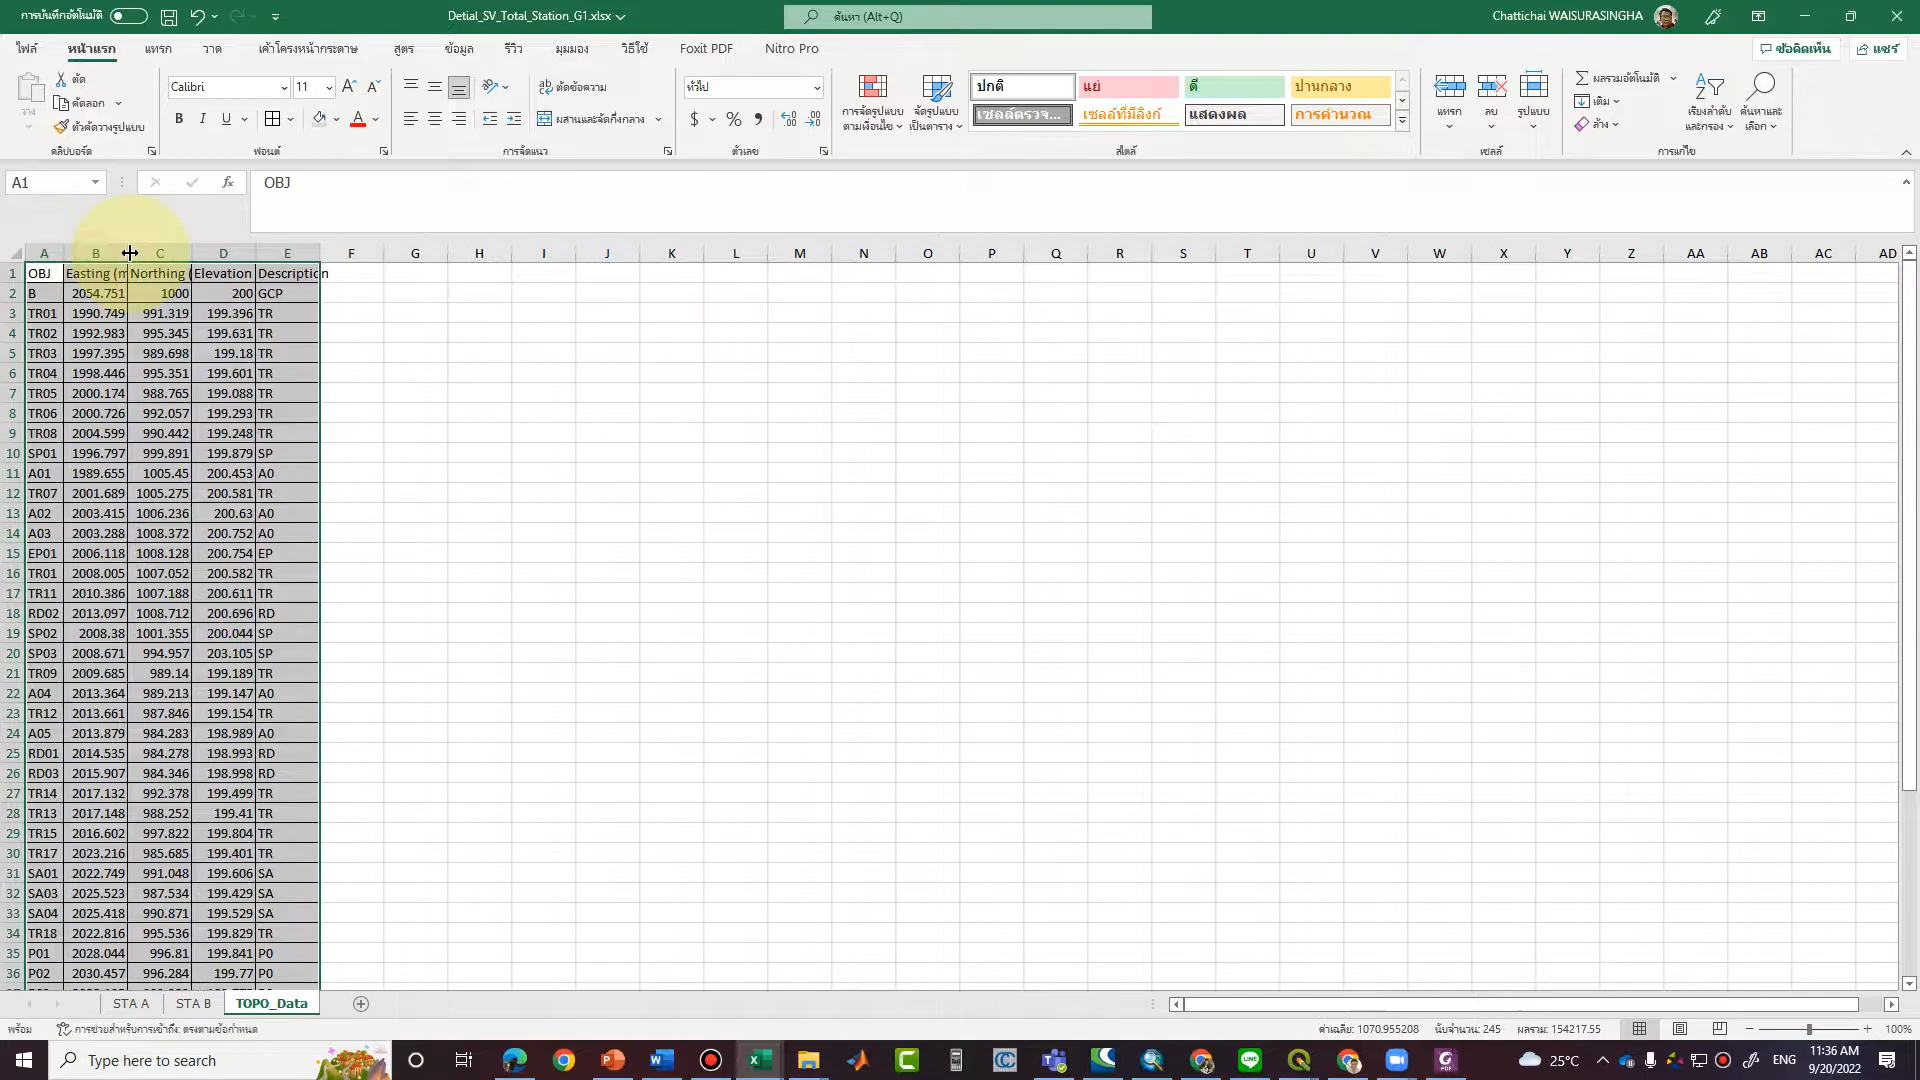 การบันทึกอัตโนมัติ
Detial_SV_Total_Station_G1.xlsx
ค้นหา (Alt+Q)
Chattichai WAISURASINGHA
ไฟล์ หน้าแรก แทรก วาด เค้าโครงหน้ากระดาษ สูตร ข้อมูล รีวิว มุมมอง วิธีใช้ Foxit PDF Nitro Pro ข้อคิดเห็น แชร์
วาง ตัด คัดลอก ตัวคัดวางรูปแบบ
Calibri 11
B I U
ตัดข้อความ
ผสานและจัดกึ่งกลาง
ทั่วไป
$ % ,
การจัดรูปแบบตามเงื่อนไข จัดรูปแบบเป็นตาราง
ปกติ แย่ ดี ปานกลาง
เซลล์ตรวจ... เซลล์ที่มีลิงก์ แสดงผล การคำนวณ
แทรก ลบ รูปแบบ
ผลรวมอัตโนมัติ
เติม
ล้าง
เรียงลำดับและกรอง ค้นหาและเลือก
คลิปบอร์ด ฟอนต์ การจัดแนว ตัวเลข สไตล์ เซลล์ การแก้ไข
A1 fx OBJ
A B C D E F G H I J K L M N O P Q R S T U V W X Y Z AA AB AC AD
1 OBJ Easting (m Northing ( Elevation Description
2 B 2054.751 1000 200 GCP
3 TR01 1990.749 991.319 199.396 TR
4 TR02 1992.983 995.345 199.631 TR
5 TR03 1997.395 989.698 199.18 TR
6 TR04 1998.446 995.351 199.601 TR
7 TR05 2000.174 988.765 199.088 TR
8 TR06 2000.726 992.057 199.293 TR
9 TR08 2004.599 990.442 199.248 TR
10 SP01 1996.797 999.891 199.879 SP
11 A01 1989.655 1005.45 200.453 A0
12 TR07 2001.689 1005.275 200.581 TR
13 A02 2003.415 1006.236 200.63 A0
14 A03 2003.288 1008.372 200.752 A0
15 EP01 2006.118 1008.128 200.754 EP
16 TR01 2008.005 1007.052 200.582 TR
17 TR11 2010.386 1007.188 200.611 TR
18 RD02 2013.097 1008.712 200.696 RD
19 SP02 2008.38 1001.355 200.044 SP
20 SP03 2008.671 994.957 203.105 SP
21 TR09 2009.685 989.14 199.189 TR
22 A04 2013.364 989.213 199.147 A0
23 TR12 2013.661 987.846 199.154 TR
24 A05 2013.879 984.283 198.989 A0
25 RD01 2014.535 984.278 198.993 RD
26 RD03 2015.907 984.346 198.998 RD
27 TR14 2017.132 992.378 199.499 TR
28 TR13 2017.148 988.252 199.41 TR
29 TR15 2016.602 997.822 199.804 TR
30 TR17 2023.216 985.685 199.401 TR
31 SA01 2022.749 991.048 199.606 SA
32 SA03 2025.523 987.534 199.429 SA
33 SA04 2025.418 990.871 199.529 SA
34 TR18 2022.816 995.536 199.829 TR
35 P01 2028.044 996.81 199.841 P0
36 P02 2030.457 996.284 199.77 P0
STA A STA B TOPO_Data
พร้อม การช่วยสำหรับการเข้าถึง: ตรงตามข้อกำหนด ค่าเฉลี่ย: 1070.955208 นับจำนวน: 245 ผลรวม: 154217.55 100%
Type here to search
25°C ENG 11:36 AM
9/20/2022